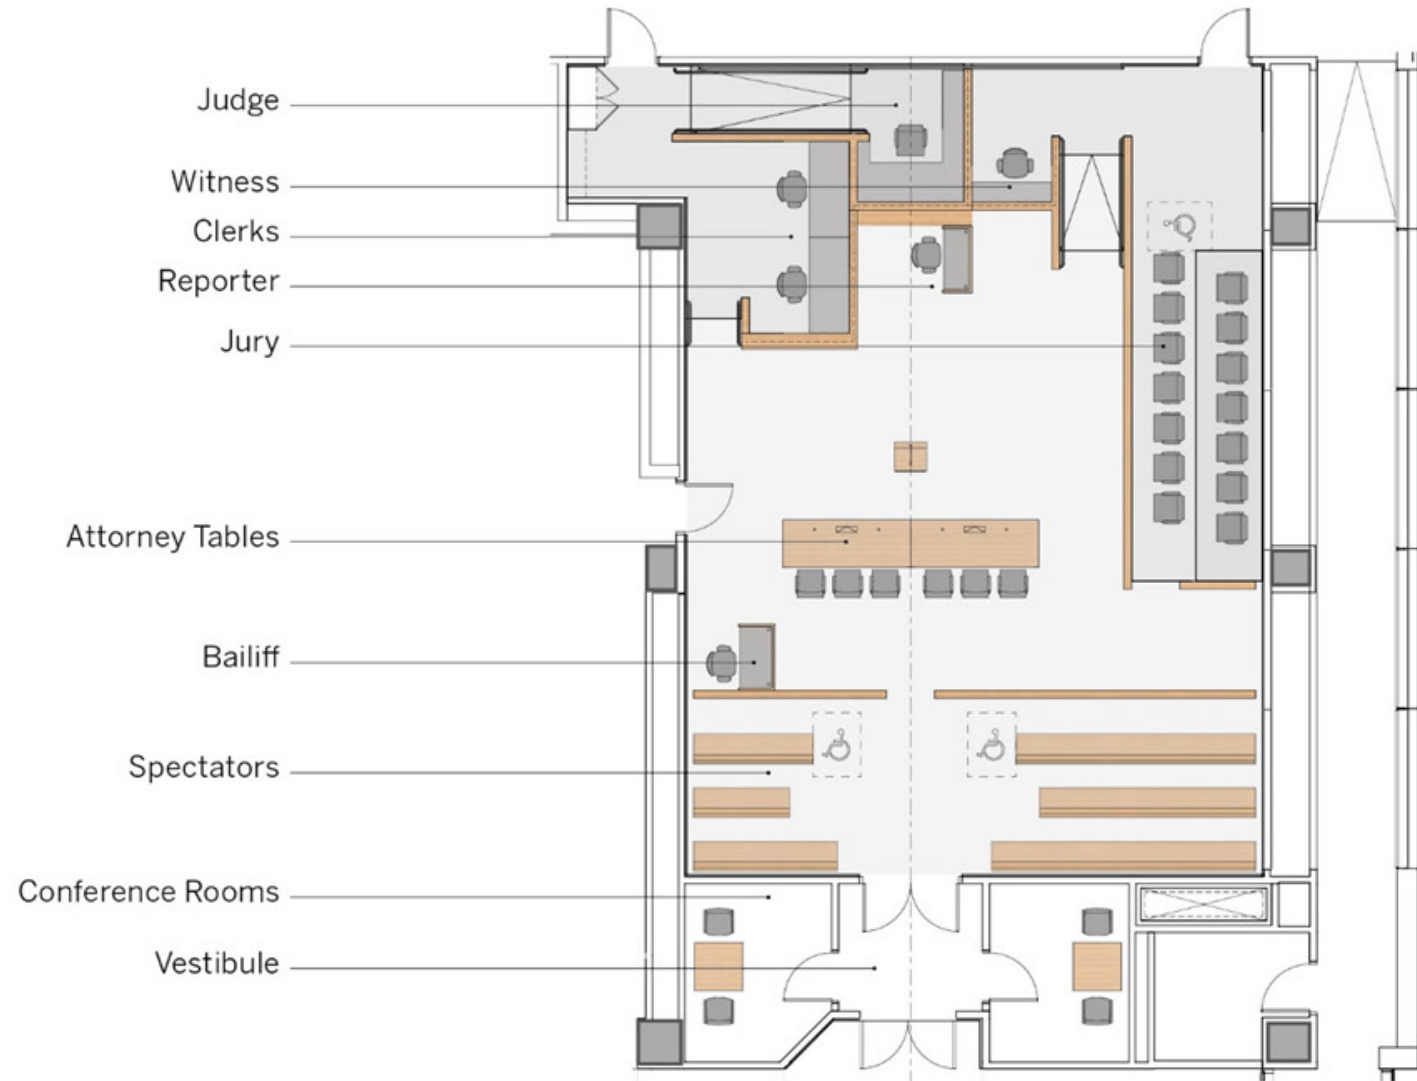 Judge
Witness
Clerks
Reporter
Jury
Attorney Tables
Bailiff
Spectators
Conference Rooms
Vestibule